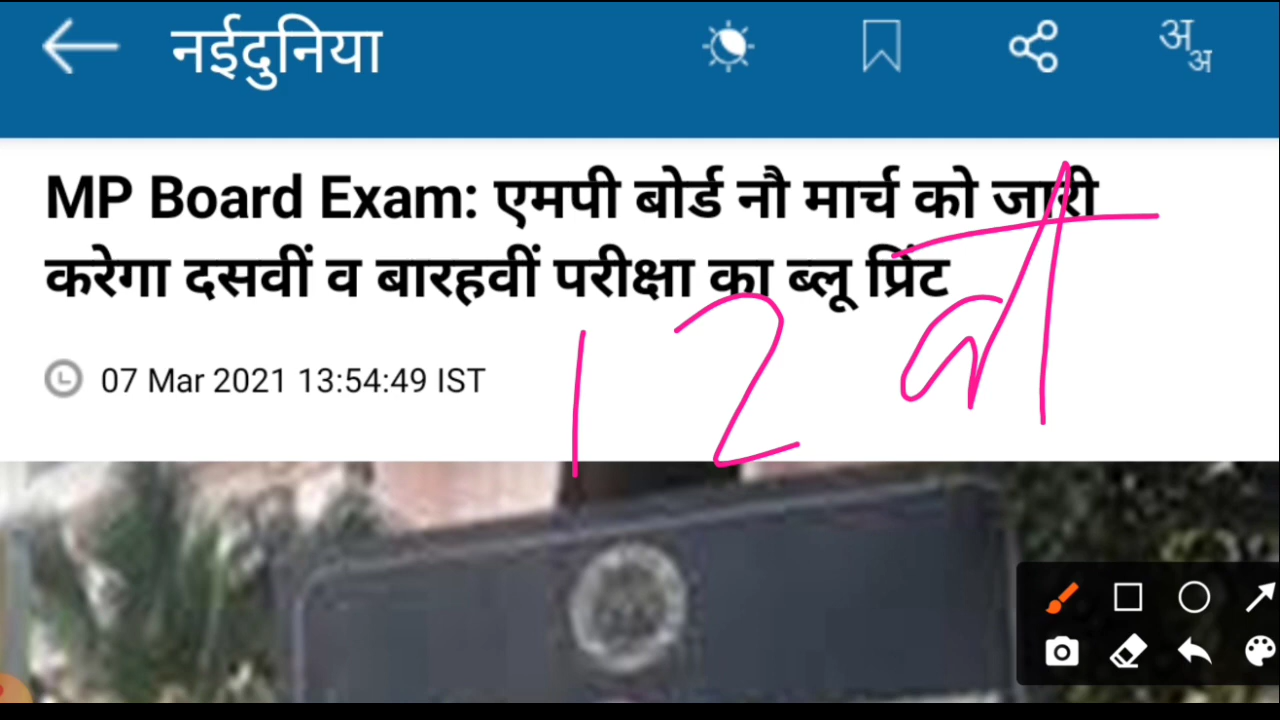 नईदुनिया
अ अ
MP Board Exam: एमपी बोर्ड नौ मार्च को जारी
करेगा दसवीं व बारहवीं परीक्षा का ब्लू प्रिंट
07 Mar 2021 13:54:49 IST
12 वी